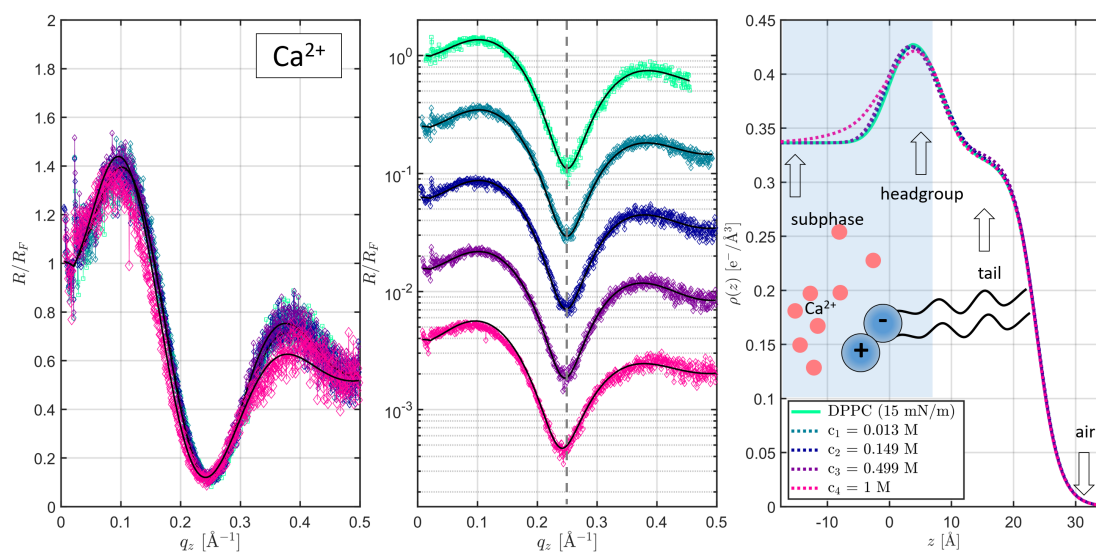 Ca²⁺
R/R_F
2
1.8
1.6
1.4
1.2
1
0.8
0.6
0.4
0.2
0
0 0.1 0.2 0.3 0.4 0.5
q_z [Å⁻¹]
R/R_F
10⁰
10⁻¹
10⁻²
10⁻³
0 0.1 0.2 0.3 0.4 0.5
q_z [Å⁻¹]
ρ(z) [e⁻/Å³]
0.45
0.4
0.35
0.3
0.25
0.2
0.15
0.1
0.05
0
subphase
headgroup
tail
Ca²⁺
-
+
air
DPPC (15 mN/m)
c₁ = 0.013 M
c₂ = 0.149 M
c₃ = 0.499 M
c₄ = 1 M
-10 0 10 20 30
z [Å]